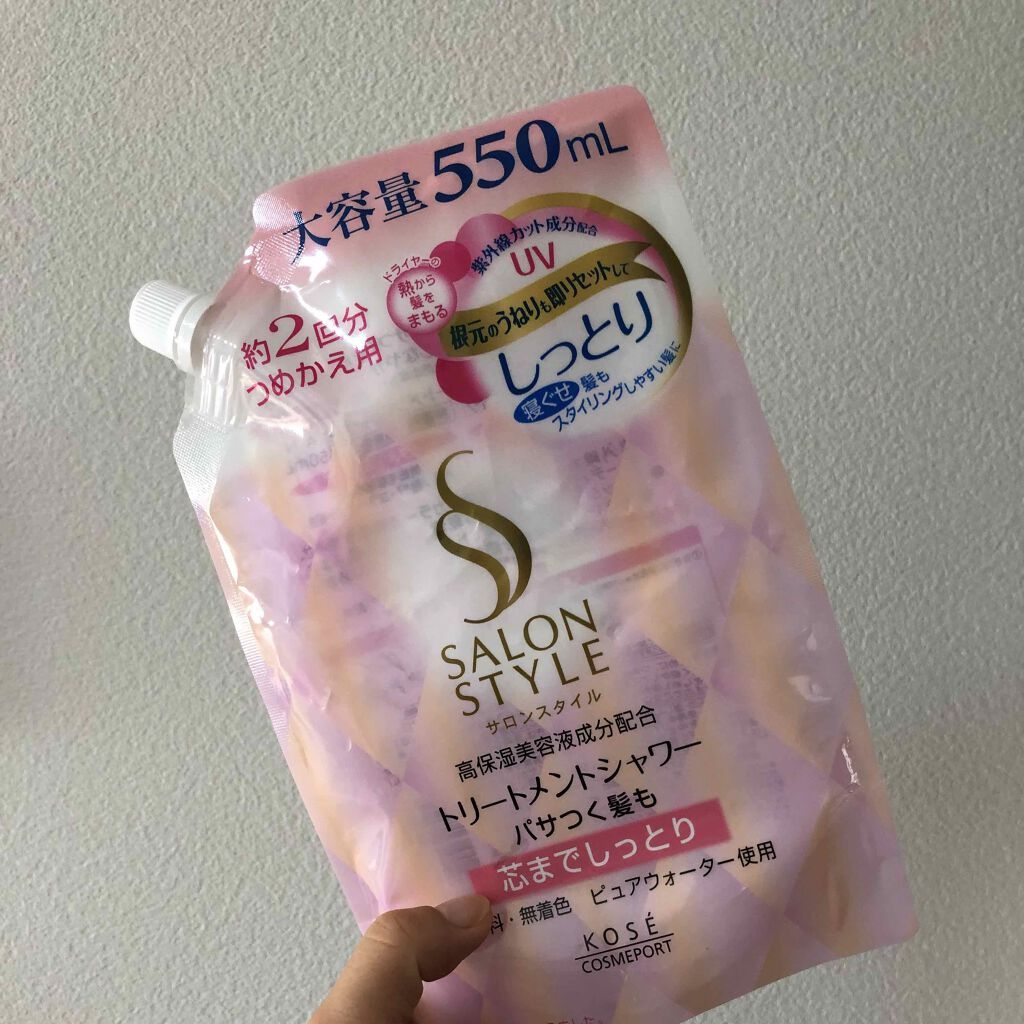 大容量550mL
約2回分
つめかえ用
ドライヤーの
熱から
髪を
まもる
紫外線カット成分配合
UV
根元のうねりも即リセットして
しっとり
寝ぐせ髪も
スタイリングしやすい髪に
SALON
STYLE
サロンスタイル
高保湿美容液成分配合
トリートメントシャワー
パサつく髪も
芯までしっとり
料・無着色 ピュアウォーター使用
KOSÉ
COSMEPORT